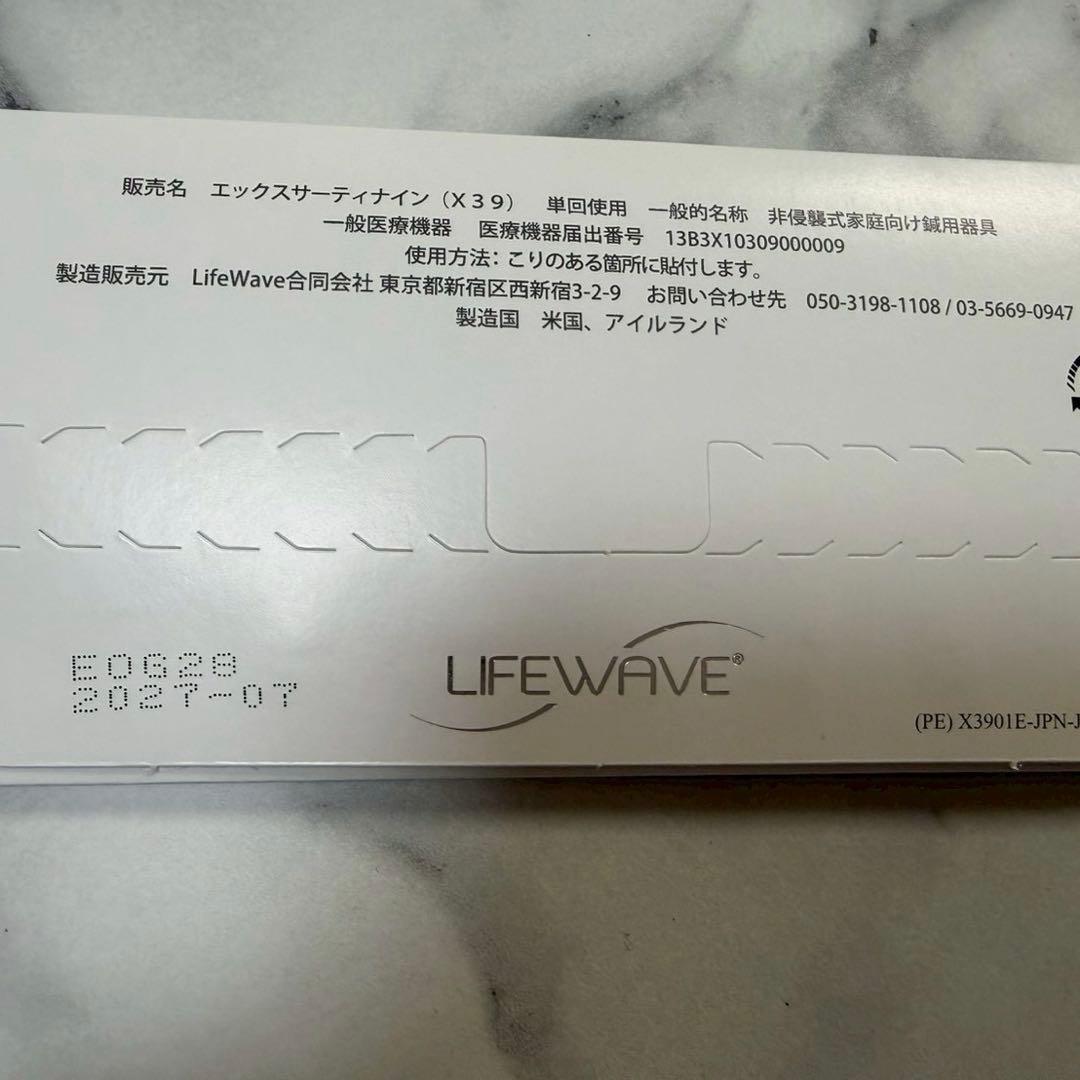 販売名 エックスサーティナイン（X39） 単回使用 一般的名称 非侵襲式家庭向け鍼用器具
一般医療機器 医療機器届出番号 13B3X10309000009
使用方法：こりのある箇所に貼付します。
製造販売元 LifeWave合同会社 東京都新宿区西新宿3-2-9 お問い合わせ先 050-3198-1108 / 03-5669-0947
製造国 米国、アイルランド
E0G28
2027-07
LIFEWAVE®
(PE) X3901E-JPN-J